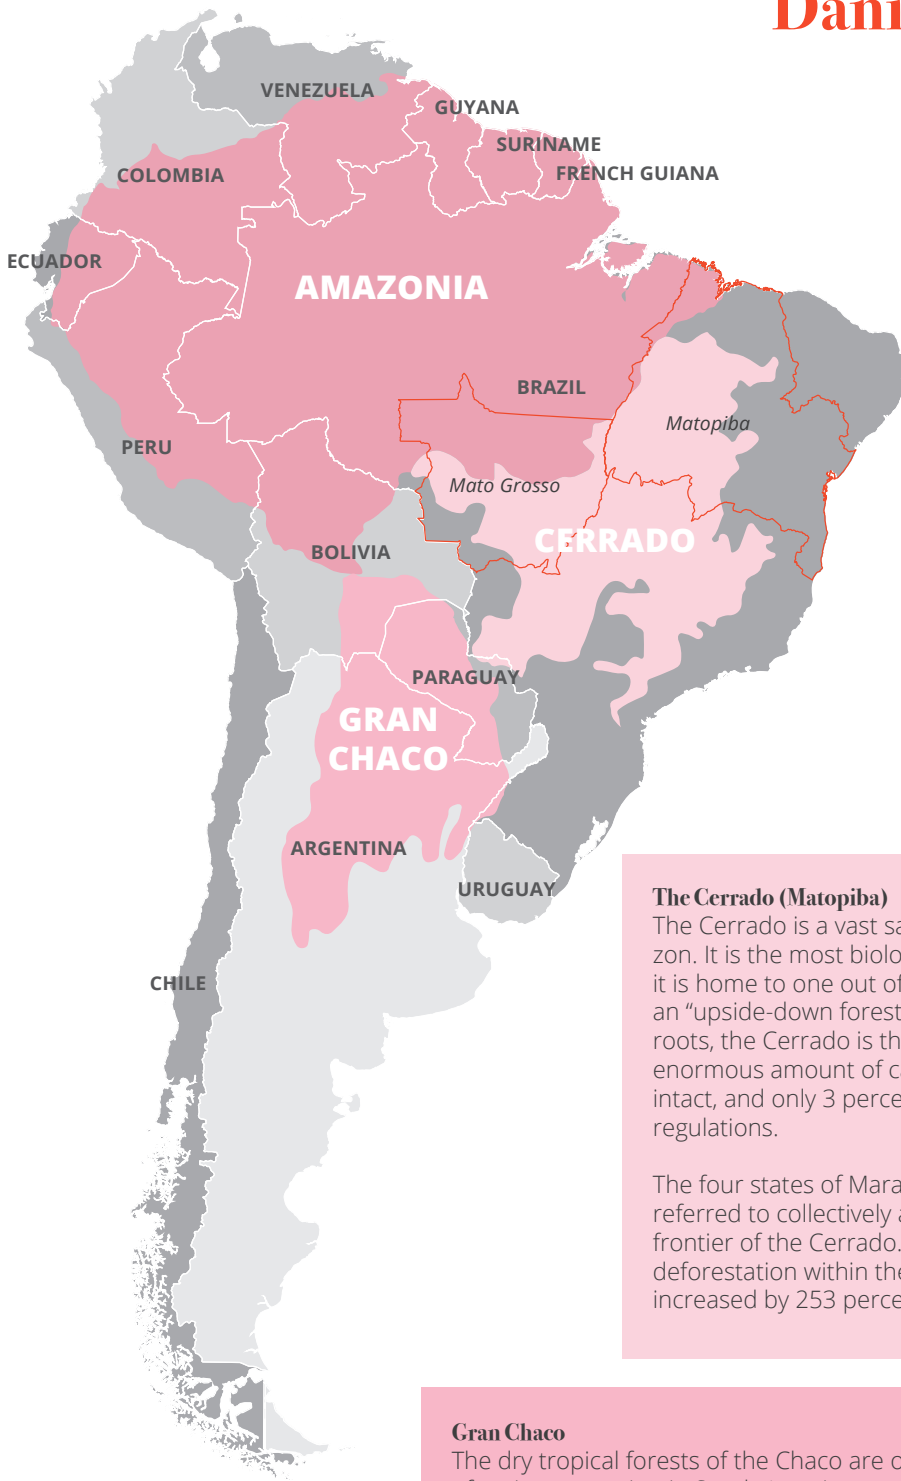 Dani
VENEZUELA
GUYANA
SURINAME
FRENCH GUIANA
COLOMBIA
ECUADOR
AMAZONIA
BRAZIL
Matopiba
PERU
Mato Grosso
CERRADO
BOLIVIA
PARAGUAY
GRAN
CHACO
ARGENTINA
URUGUAY
CHILE
The Cerrado (Matopiba)
The Cerrado is a vast sa
zon. It is the most biolo
it is home to one out of
an “upside-down forest
roots, the Cerrado is th
enormous amount of c
intact, and only 3 perce
regulations.
The four states of Mara
referred to collectively a
frontier of the Cerrado.
deforestation within the
increased by 253 perce
Gran Chaco
The dry tropical forests of the Chaco are o